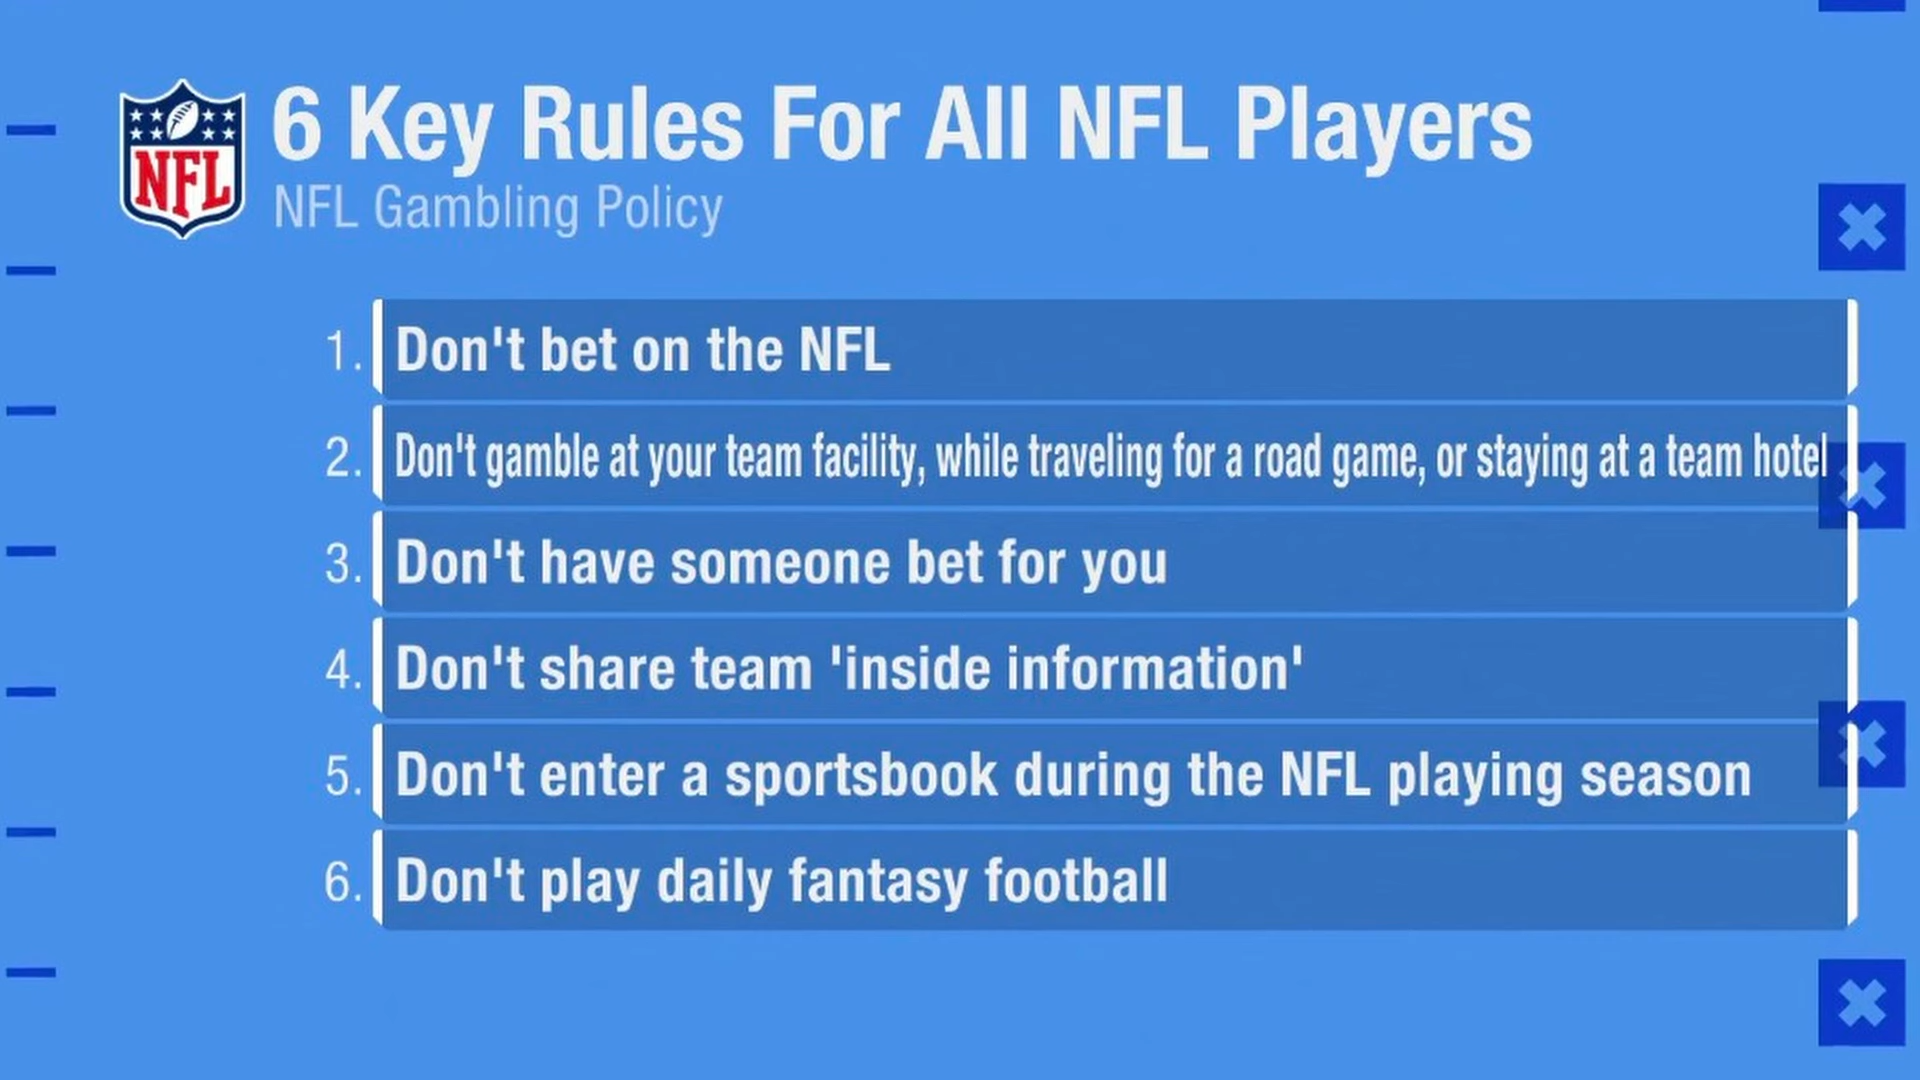 NFL
6 Key Rules For All NFL Players
NFL Gambling Policy
1. Don't bet on the NFL
2. Don't gamble at your team facility, while traveling for a road game, or staying at a team hotel
3. Don't have someone bet for you
4. Don't share team 'inside information'
5. Don't enter a sportsbook during the NFL playing season
6. Don't play daily fantasy football